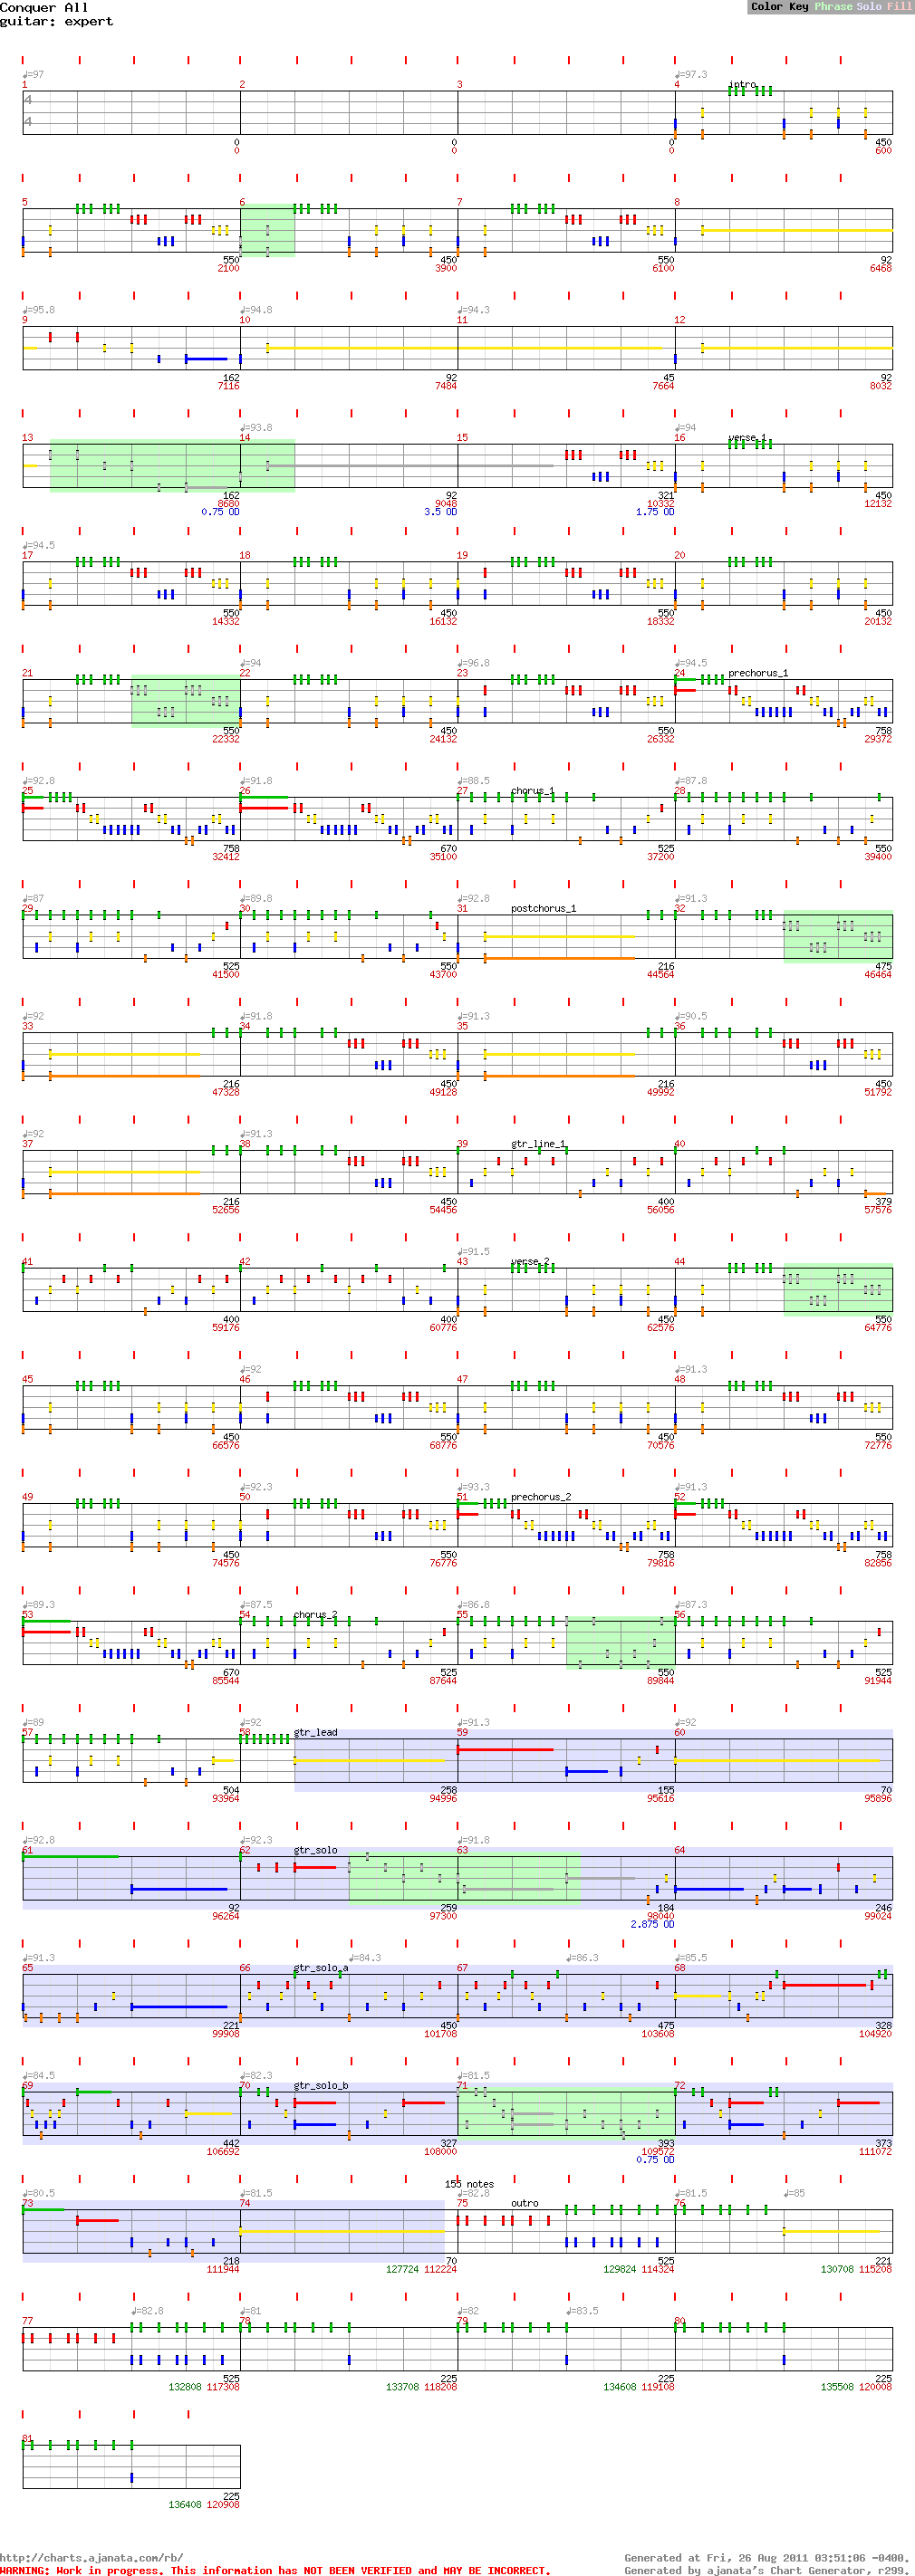 Conquer All
guitar: expert
Color Key Phrase Solo Fill
♩=97 ♩=97.3
1 2 3 4 intro
4
4
0 0 0 450
0 0 0 600
5 6 7 8
550 450 550 92
2100 3900 6100 6468
♩=95.8 ♩=94.8 ♩=94.3
9 10 11 12
162 92 45 92
7116 7484 7664 8032
♩=93.8 ♩=94
13 14 15 16 verse_1
162 92 321 450
8680 9048 10332 12132
0.75 OD 3.5 OD 1.75 OD
♩=94.5
17 18 19 20
550 450 550 450
14332 16132 18332 20132
♩=94 ♩=96.8 ♩=94.5
21 22 23 24 prechorus_1
550 450 550 758
22332 24132 26332 29372
♩=92.8 ♩=91.8 ♩=88.5 ♩=87.8
25 26 27 chorus_1 28
758 670 525 550
32412 35100 37200 39400
♩=87 ♩=89.8 ♩=92.8 ♩=91.3
29 30 31 postchorus_1 32
525 550 216 475
41500 43700 44564 46464
♩=92 ♩=91.8 ♩=91.3 ♩=90.5
33 34 35 36
216 450 216 450
47328 49128 49992 51792
♩=92 ♩=91.3
37 38 39 gtr_line_1 40
216 450 400 379
52656 54456 56056 57576
♩=91.5
41 42 43 verse_2 44
400 400 450 550
59176 60776 62576 64776
♩=92 ♩=91.3
45 46 47 48
450 550 450 550
66576 68776 70576 72776
♩=92.3 ♩=93.3 ♩=91.3
49 50 51 prechorus_2 52
450 550 758 758
74576 76776 79816 82856
♩=89.3 ♩=87.5 ♩=86.8 ♩=87.3
53 54 chorus_2 55 56
670 525 550 525
85544 87644 89844 91944
♩=89 ♩=92 ♩=91.3 ♩=92
57 58 gtr_lead 59 60
504 258 155 70
93964 94996 95616 95896
♩=92.8 ♩=92.3 ♩=91.8
61 62 gtr_solo 63 64
92 259 184 246
96264 97300 98040 99024
2.875 OD
♩=91.3 ♩=84.3 ♩=86.3 ♩=85.5
65 66 gtr_solo_a 67 68
221 450 475 328
99908 101708 103608 104920
♩=84.5 ♩=82.3 ♩=81.5
69 70 gtr_solo_b 71 72
442 327 393 373
106692 108000 109572 111072
0.75 OD
155 notes
♩=80.5 ♩=81.5 ♩=82.8 ♩=81.5 ♩=85
73 74 75 outro 76
218 70 525 221
111944 127724 112224 129824 114324 130708 115208
♩=82.8 ♩=81 ♩=82 ♩=83.5
77 78 79 80
525 225 225 225
132808 117308 133708 118208 134608 119108 135508 120008
81
225
136408 120908
http://charts.ajanata.com/rb/ Generated at Fri, 26 Aug 2011 03:51:06 -0400.
WARNING: Work in progress. This information has NOT BEEN VERIFIED and MAY BE INCORRECT. Generated by ajanata's Chart Generator, r299.